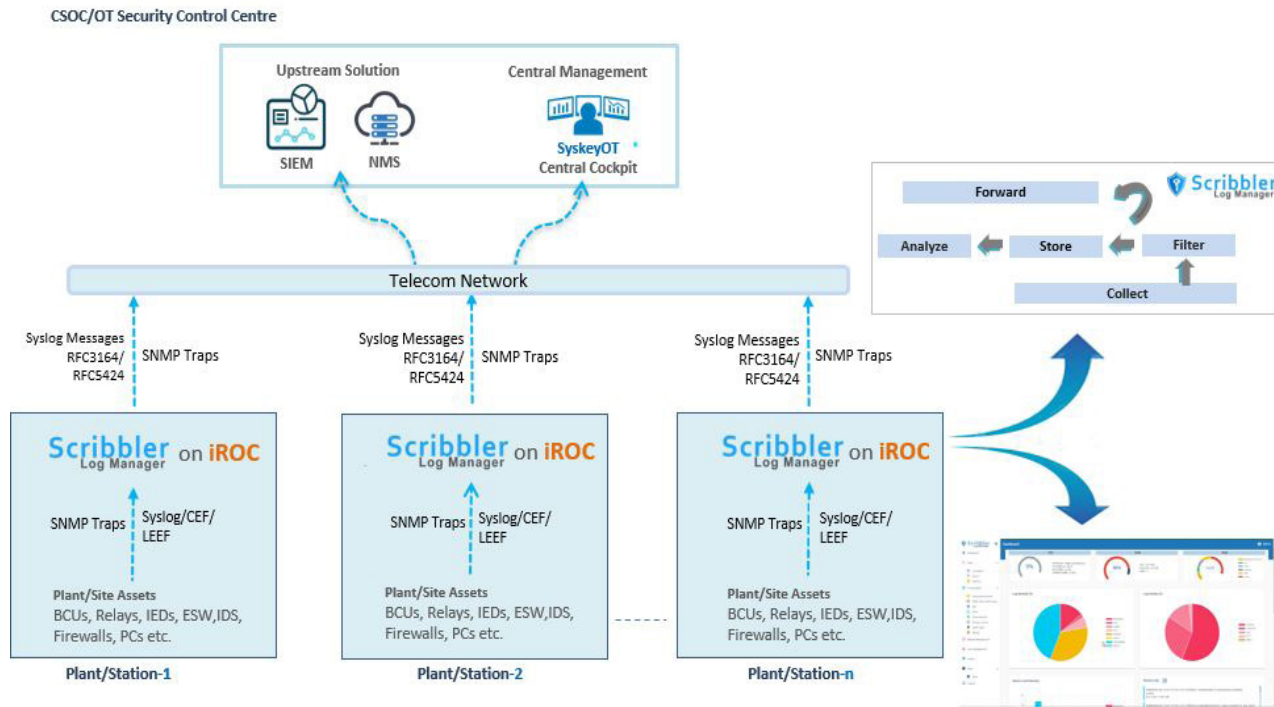 CSOC/OT Security Control Centre
Upstream Solution
Central Management
SIEM
NMS
SyskeyOT
Central Cockpit
Telecom Network
Syslog Messages
RFC3164/
RFC5424
SNMP Traps
Syslog Messages
RFC3164/
RFC5424
SNMP Traps
Syslog Messages
RFC3164/
RFC5424
SNMP Traps
Scribbler
Log Manager
on iROC
SNMP Traps
Syslog/CEF/
LEEF
Plant/Site Assets
BCUs, Relays, IEDs, ESW,IDS,
Firewalls, PCs etc.
Plant/Station-1
Scribbler
Log Manager
on iROC
SNMP Traps
Syslog/CEF/
LEEF
Plant/Site Assets
BCUs, Relays, IEDs, ESW,IDS,
Firewalls, PCs etc.
Plant/Station-2
Scribbler
Log Manager
on iROC
SNMP Traps
Syslog/CEF/
LEEF
Plant/Site Assets
BCUs, Relays, IEDs, ESW,IDS,
Firewalls, PCs etc.
Plant/Station-n
Scribbler
Log Manager
Forward
Analyze
Store
Filter
Collect
Scribbler